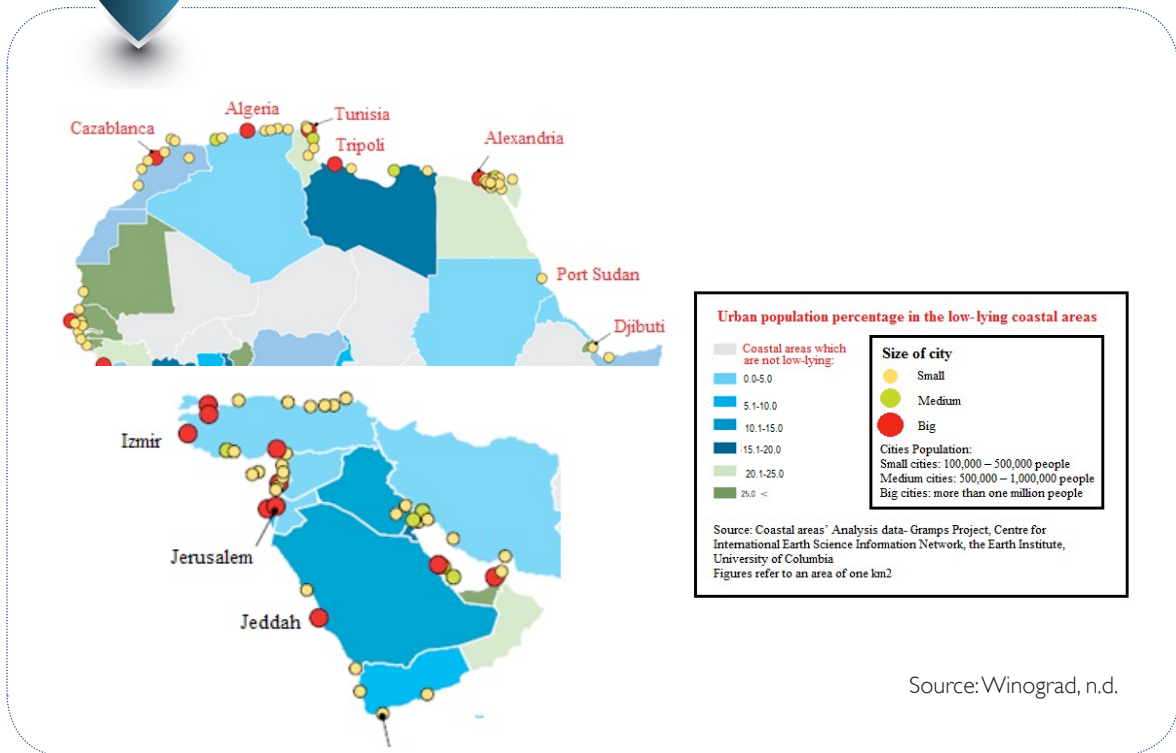 Algeria
Tunisia
Cazablanca
Tripoli
Alexandria
Port Sudan
Djibuti
Izmir
Jerusalem
Jeddah
Urban population percentage in the low-lying coastal areas
Coastal areas which
are not low-lying:
0.0-5.0
5.1-10.0
10.1-15.0
15.1-20.0
20.1-25.0
25.0 <
Size of city
Small
Medium
Big
Cities Population:
Small cities: 100,000 – 500,000 people
Medium cities: 500,000 – 1,000,000 people
Big cities: more than one million people
Source: Coastal areas’ Analysis data- Gramps Project, Centre for
International Earth Science Information Network, the Earth Institute,
University of Columbia
Figures refer to an area of one km2
Source: Winograd, n.d.